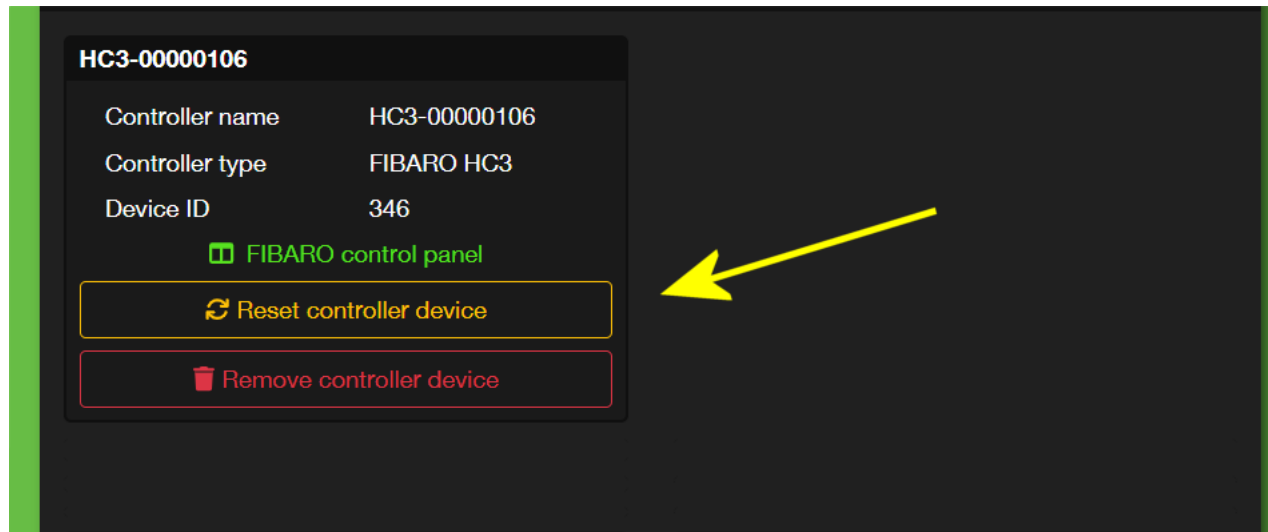 HC3-00000106
Controller name HC3-00000106
Controller type FIBARO HC3
Device ID 346
FIBARO control panel
Reset controller device
Remove controller device